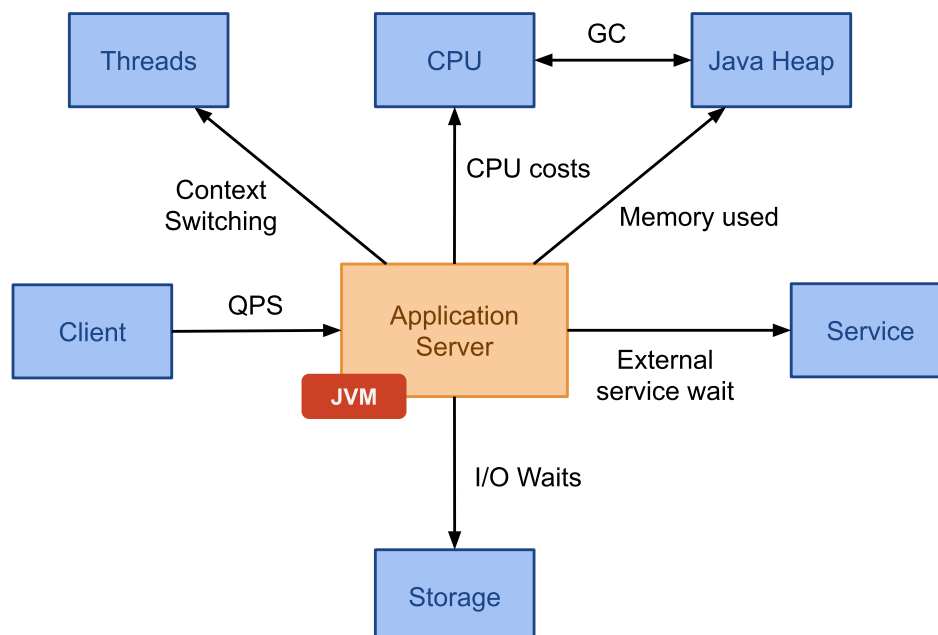 Threads
CPU
GC
Java Heap
CPU costs
Context
Switching
Memory used
Client
QPS
Application
Server
JVM
Service
External
service wait
I/O Waits
Storage